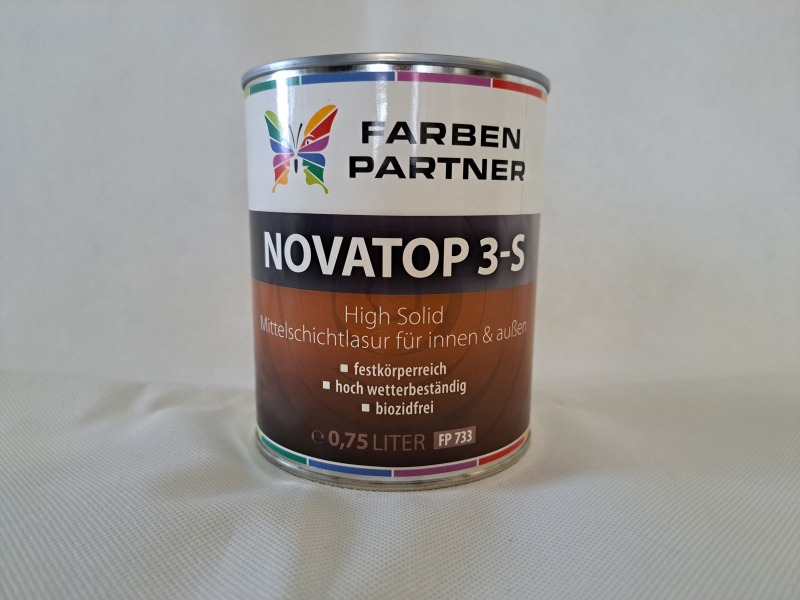 FARBEN
PARTNER
NOVATOP 3-S
High Solid
Mittelschichtlasur für innen & außen
▪ festkörperreich
▪ hoch wetterbeständig
▪ biozidfrei
℮ 0,75 LITER FP 733